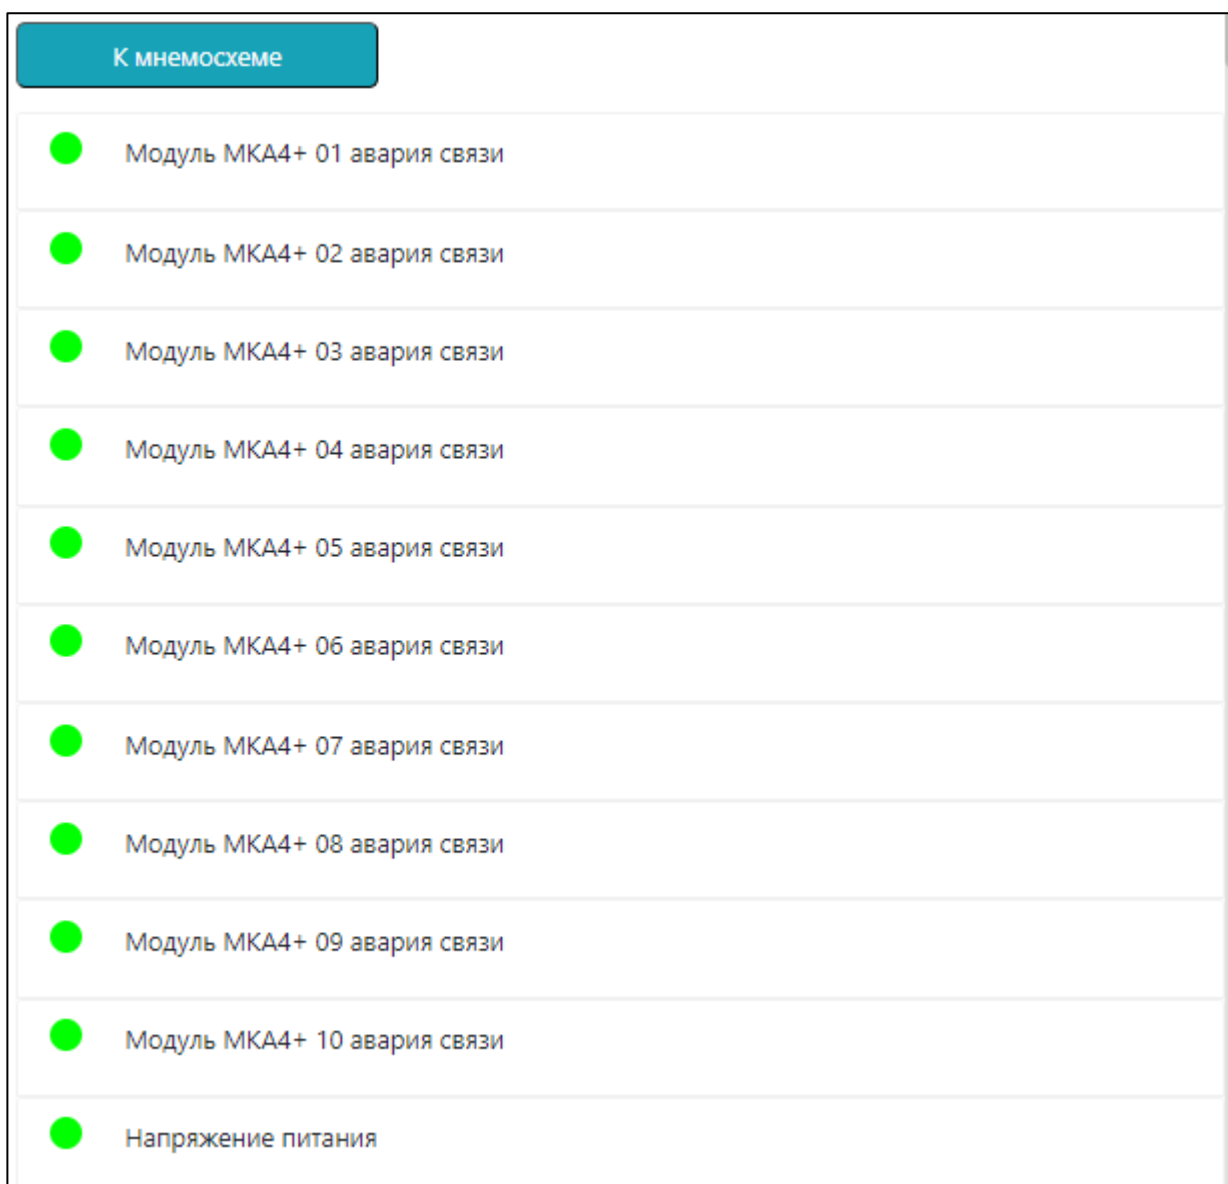 К мнемосхеме
Модуль МКА4+ 01 авария связи
Модуль МКА4+ 02 авария связи
Модуль МКА4+ 03 авария связи
Модуль МКА4+ 04 авария связи
Модуль МКА4+ 05 авария связи
Модуль МКА4+ 06 авария связи
Модуль МКА4+ 07 авария связи
Модуль МКА4+ 08 авария связи
Модуль МКА4+ 09 авария связи
Модуль МКА4+ 10 авария связи
Напряжение питания